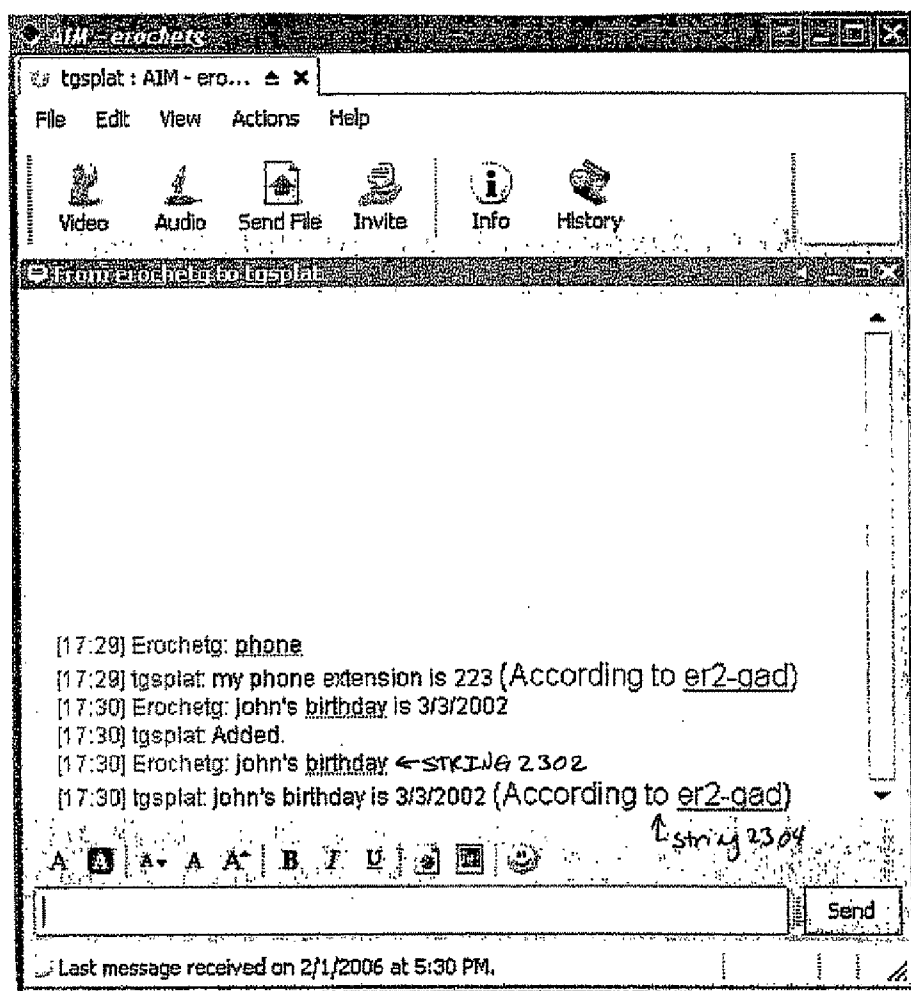 AIM - erochetg
tgsplat : AIM - ero...
File Edit View Actions Help
Video Audio Send File Invite Info History
From erochetg to tgsplat
[17:29] Erochetg: phone
[17:29] tgsplat: my phone extension is 223 (According to er2-gad)
[17:30] Erochetg: john's birthday is 3/3/2002
[17:30] tgsplat: Added.
[17:30] Erochetg: john's birthday ←STRING 2302
[17:30] tgsplat: john's birthday is 3/3/2002 (According to er2-gad)
↑string 2304
A A A A A B I U
Send
Last message received on 2/1/2006 at 5:30 PM.